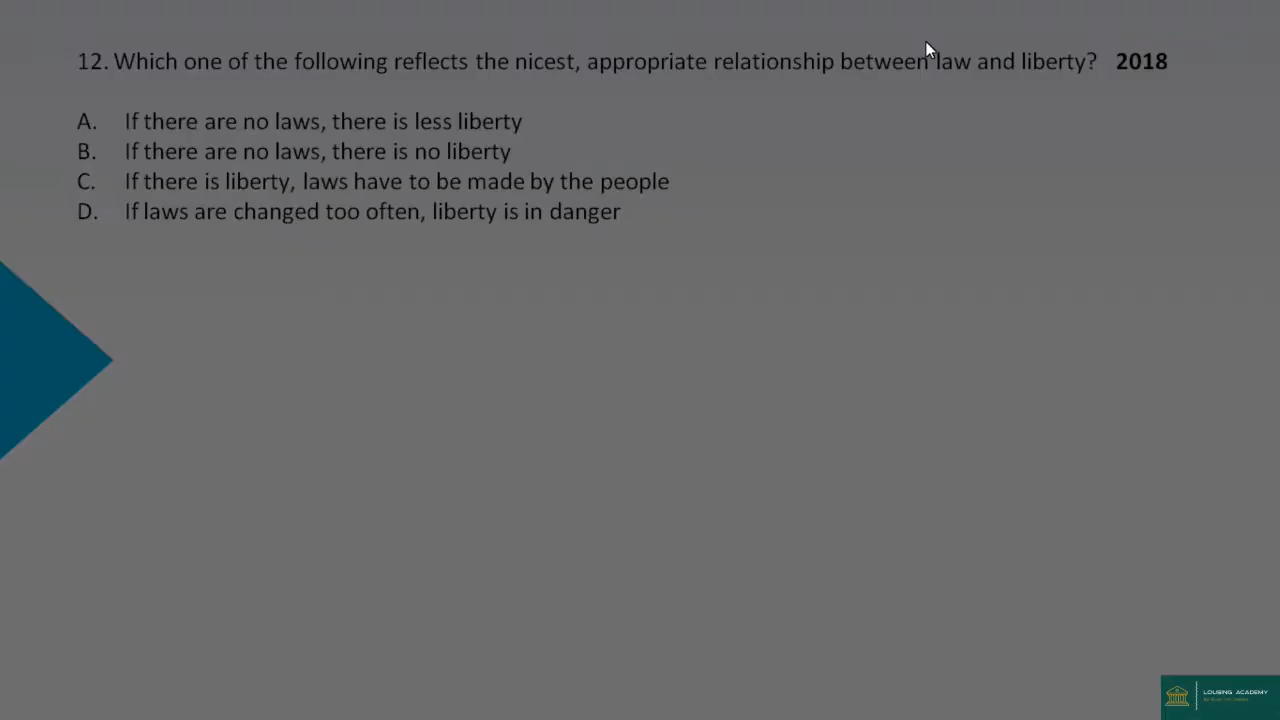 12. Which one of the following reflects the nicest, appropriate relationship between law and liberty? 2018
A. If there are no laws, there is less liberty
B. If there are no laws, there is no liberty
C. If there is liberty, laws have to be made by the people
D. If laws are changed too often, liberty is in danger
LOUSING ACADEMY